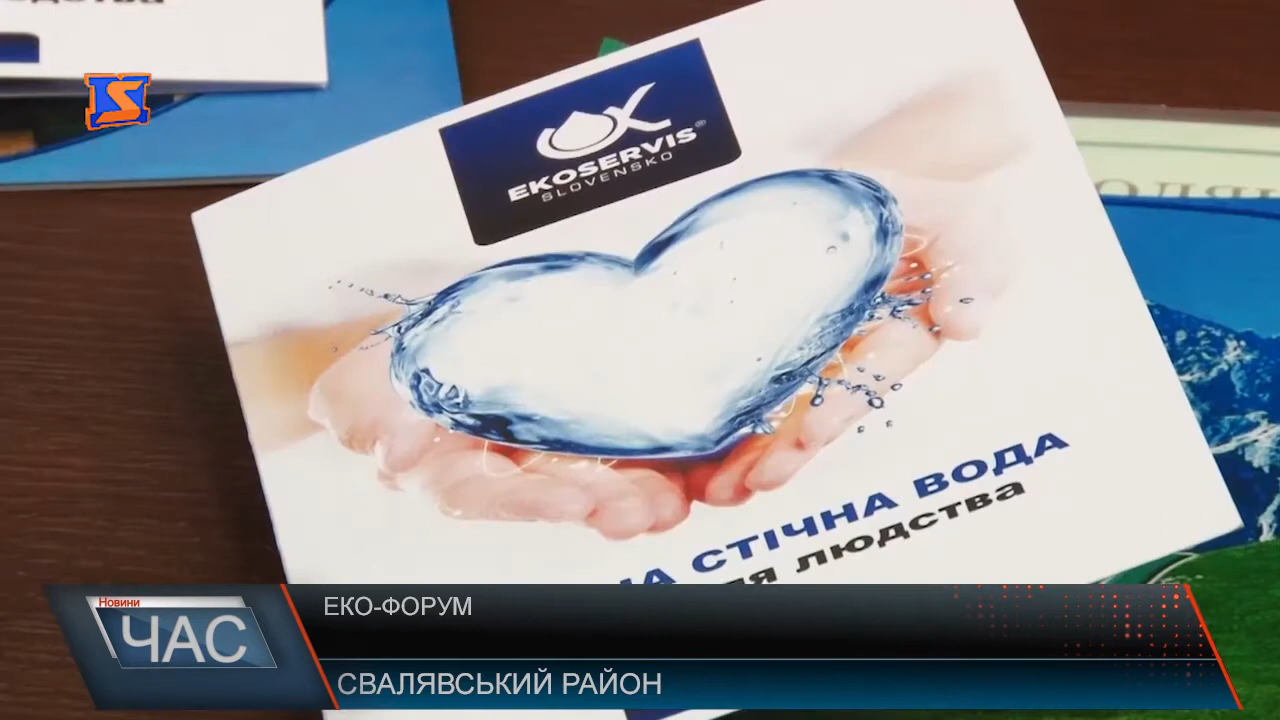 EKOSERVIS®
SLOVENSKO
СТІЧНА ВОДА
людства
Новини
ЧАС
ЕКО-ФОРУМ
СВАЛЯВСЬКИЙ РАЙОН